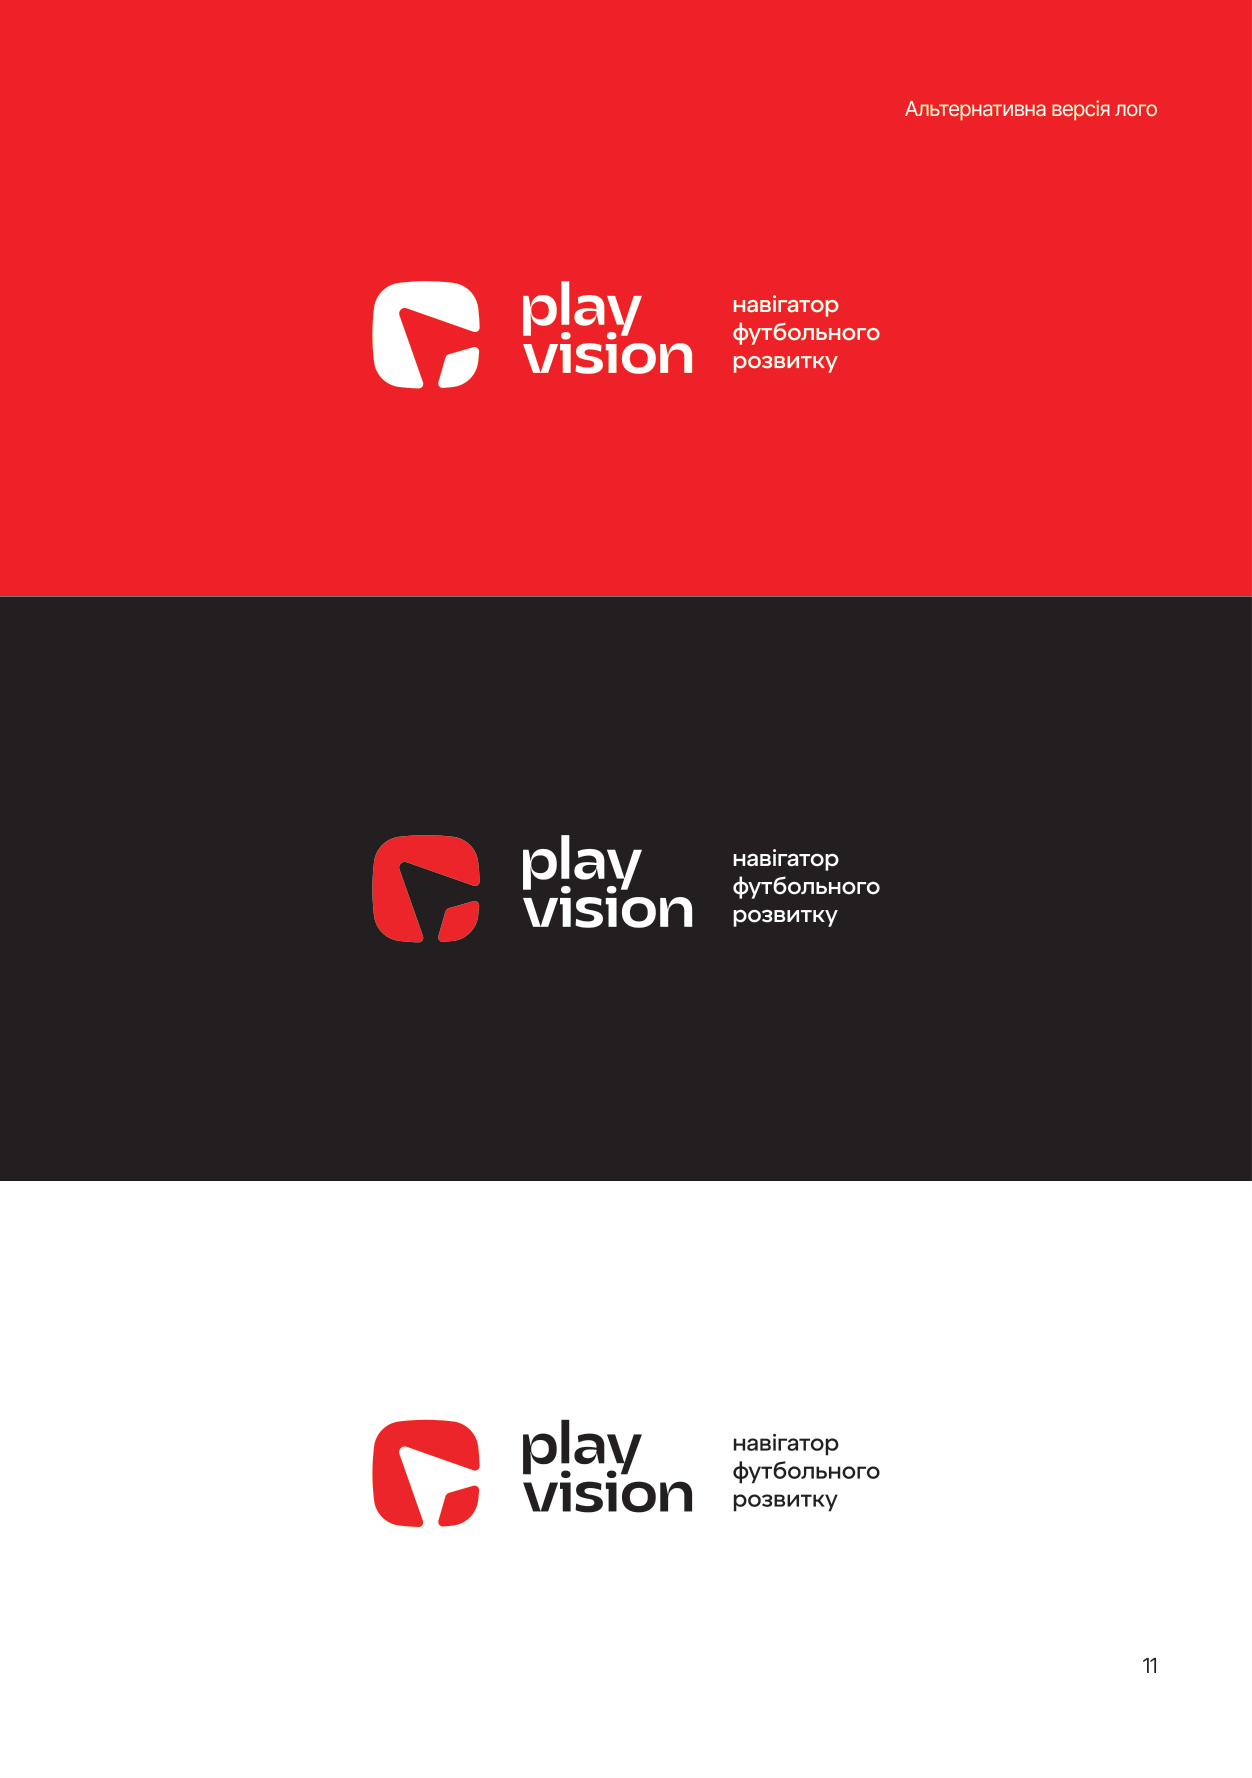 Альтернативна версія лого
play
vision
навігатор
футбольного
розвитку
play
vision
навігатор
футбольного
розвитку
play
vision
навігатор
футбольного
розвитку
11